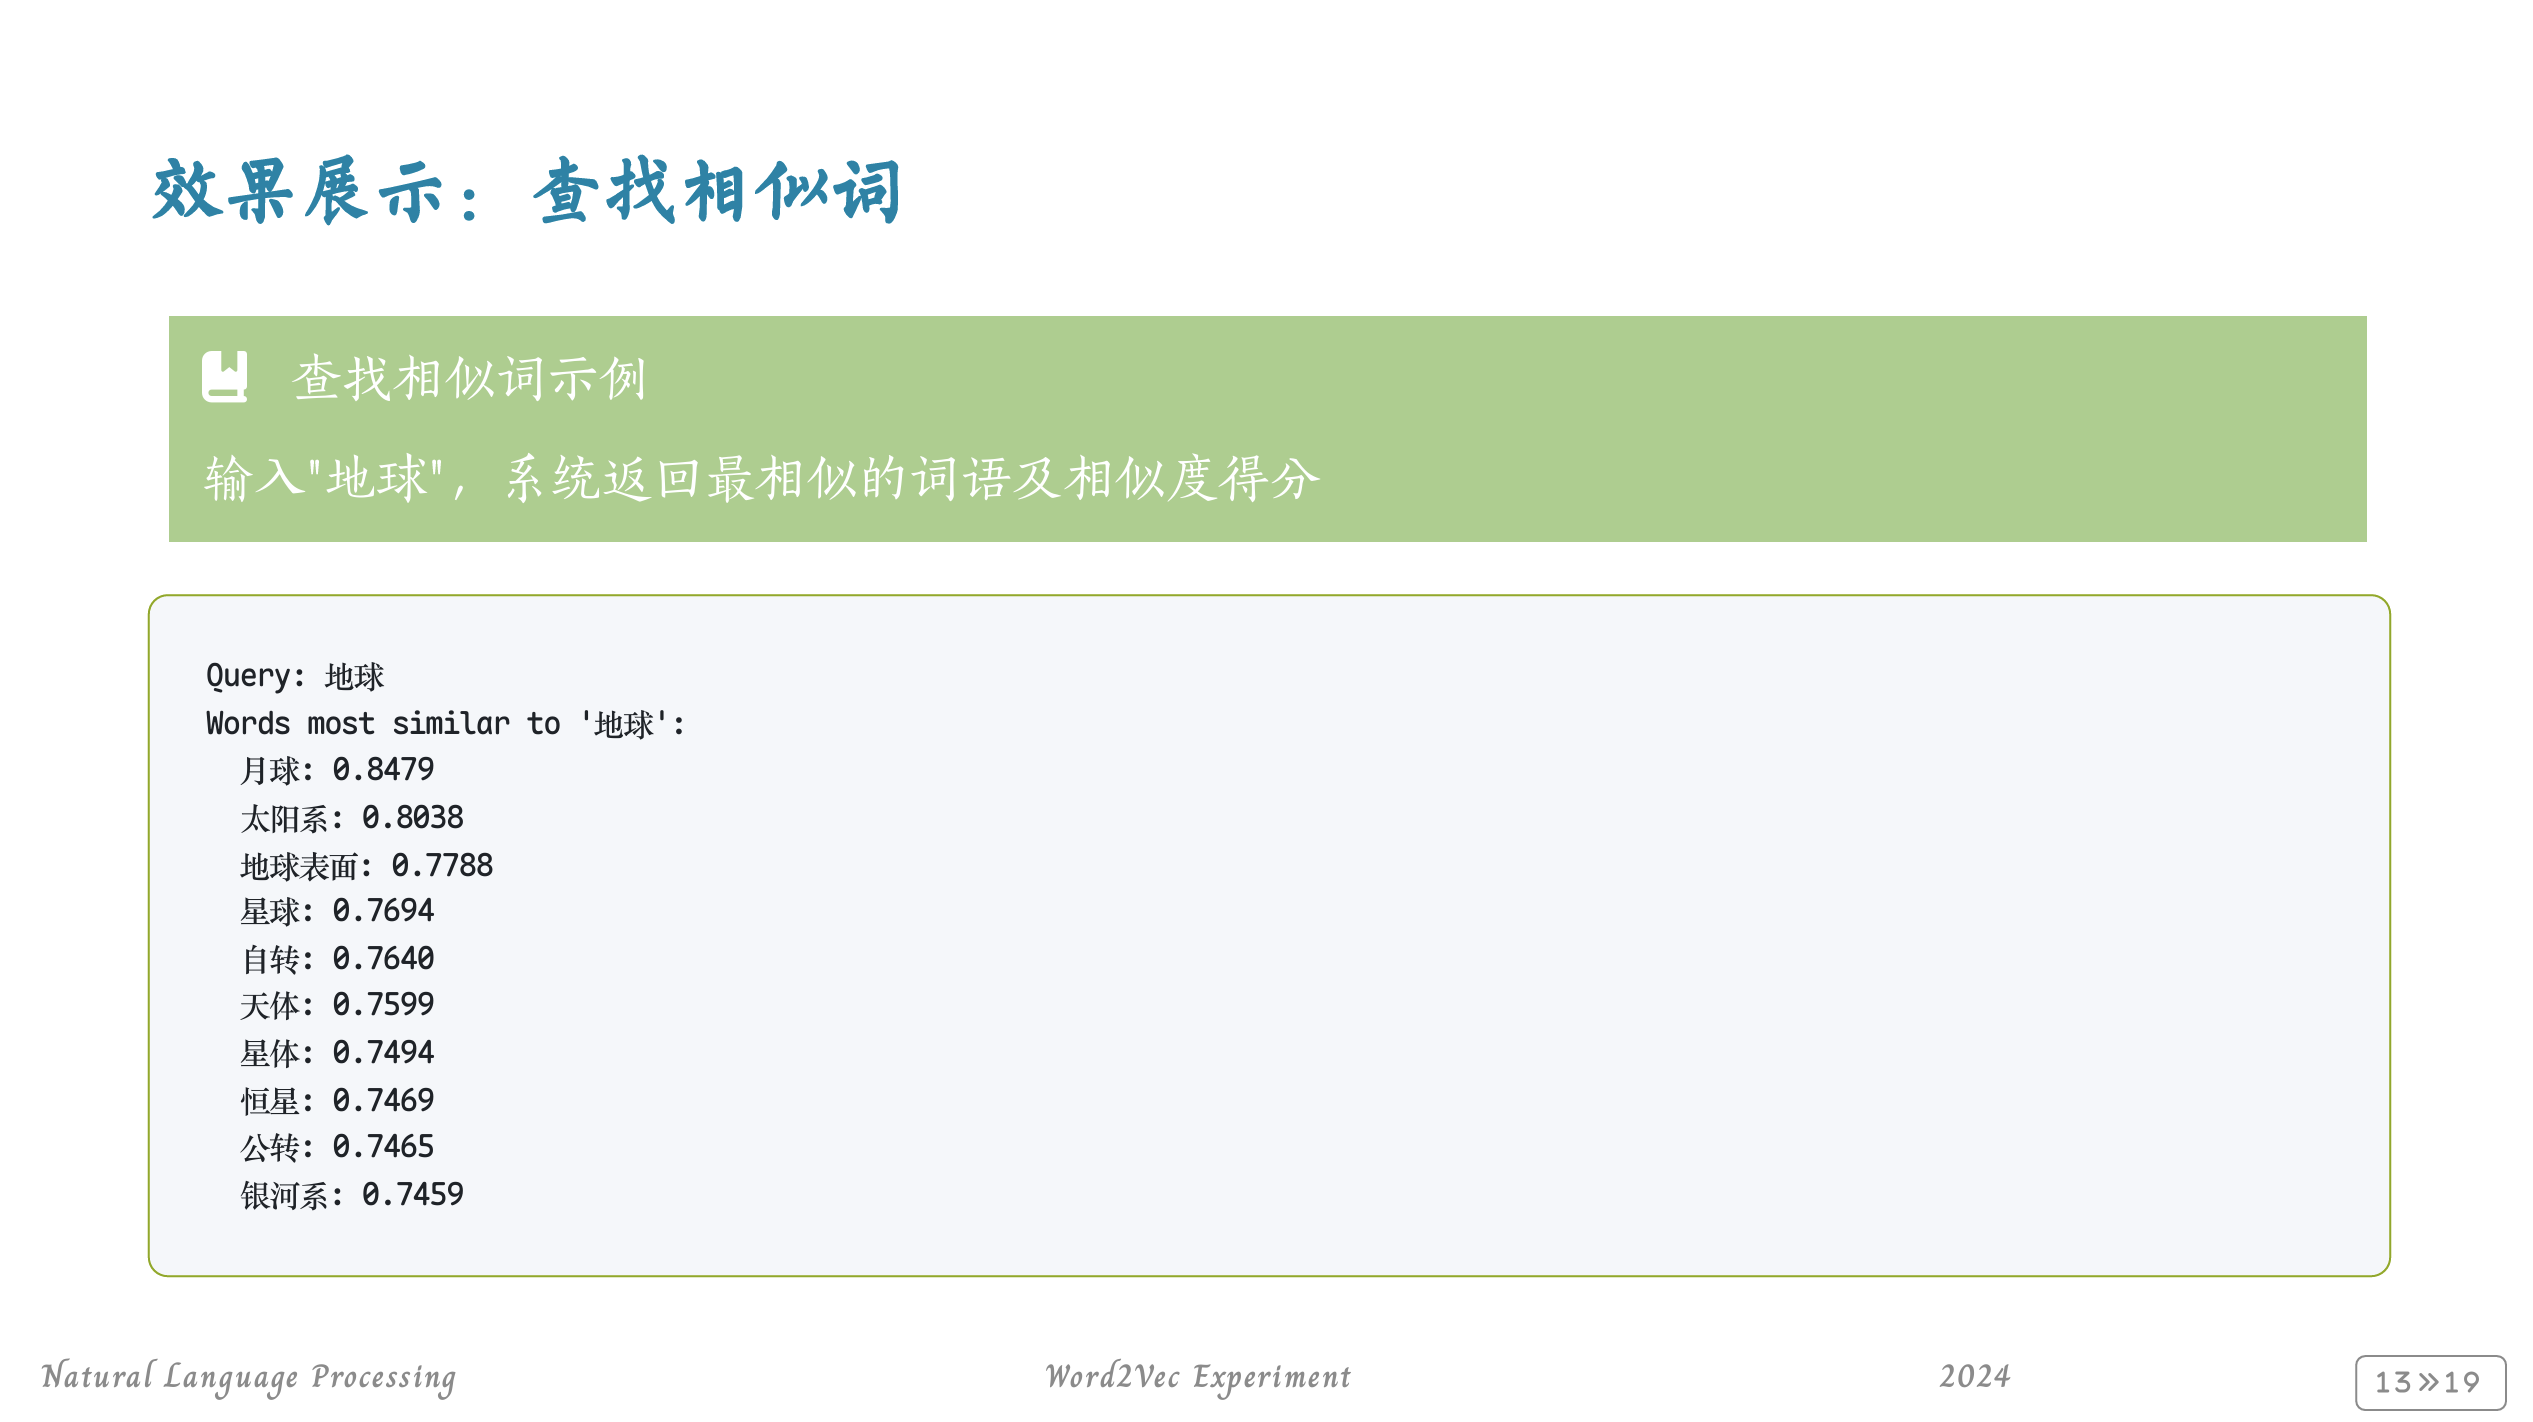 效果展示：查找相似词
查找相似词示例
输入"地球"，系统返回最相似的词语及相似度得分
Query: 地球
Words most similar to '地球':
月球: 0.8479
太阳系: 0.8038
地球表面: 0.7788
星球: 0.7694
自转: 0.7640
天体: 0.7599
星体: 0.7494
恒星: 0.7469
公转: 0.7465
银河系: 0.7459
Natural Language Processing
Word2Vec Experiment
2024
13»19